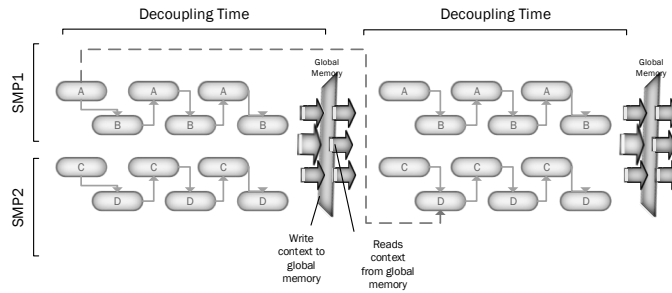 Decoupling Time
Decoupling Time
Global
Memory
Global
Memory
SMP1
A
A
A
A
A
A
B
B
B
B
B
B
SMP2
C
C
C
C
C
C
D
D
D
D
D
D
Write
context to
global
memory
Reads
context
from global
memory